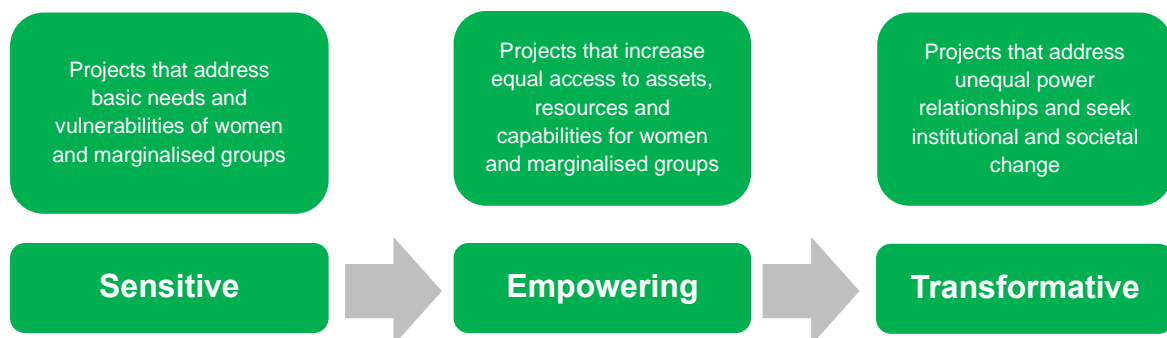 Projects that address
basic needs and
vulnerabilities of women
and marginalised groups
Projects that increase
equal access to assets,
resources and
capabilities for women
and marginalised groups
Projects that address
unequal power
relationships and seek
institutional and societal
change
Sensitive
Empowering
Transformative